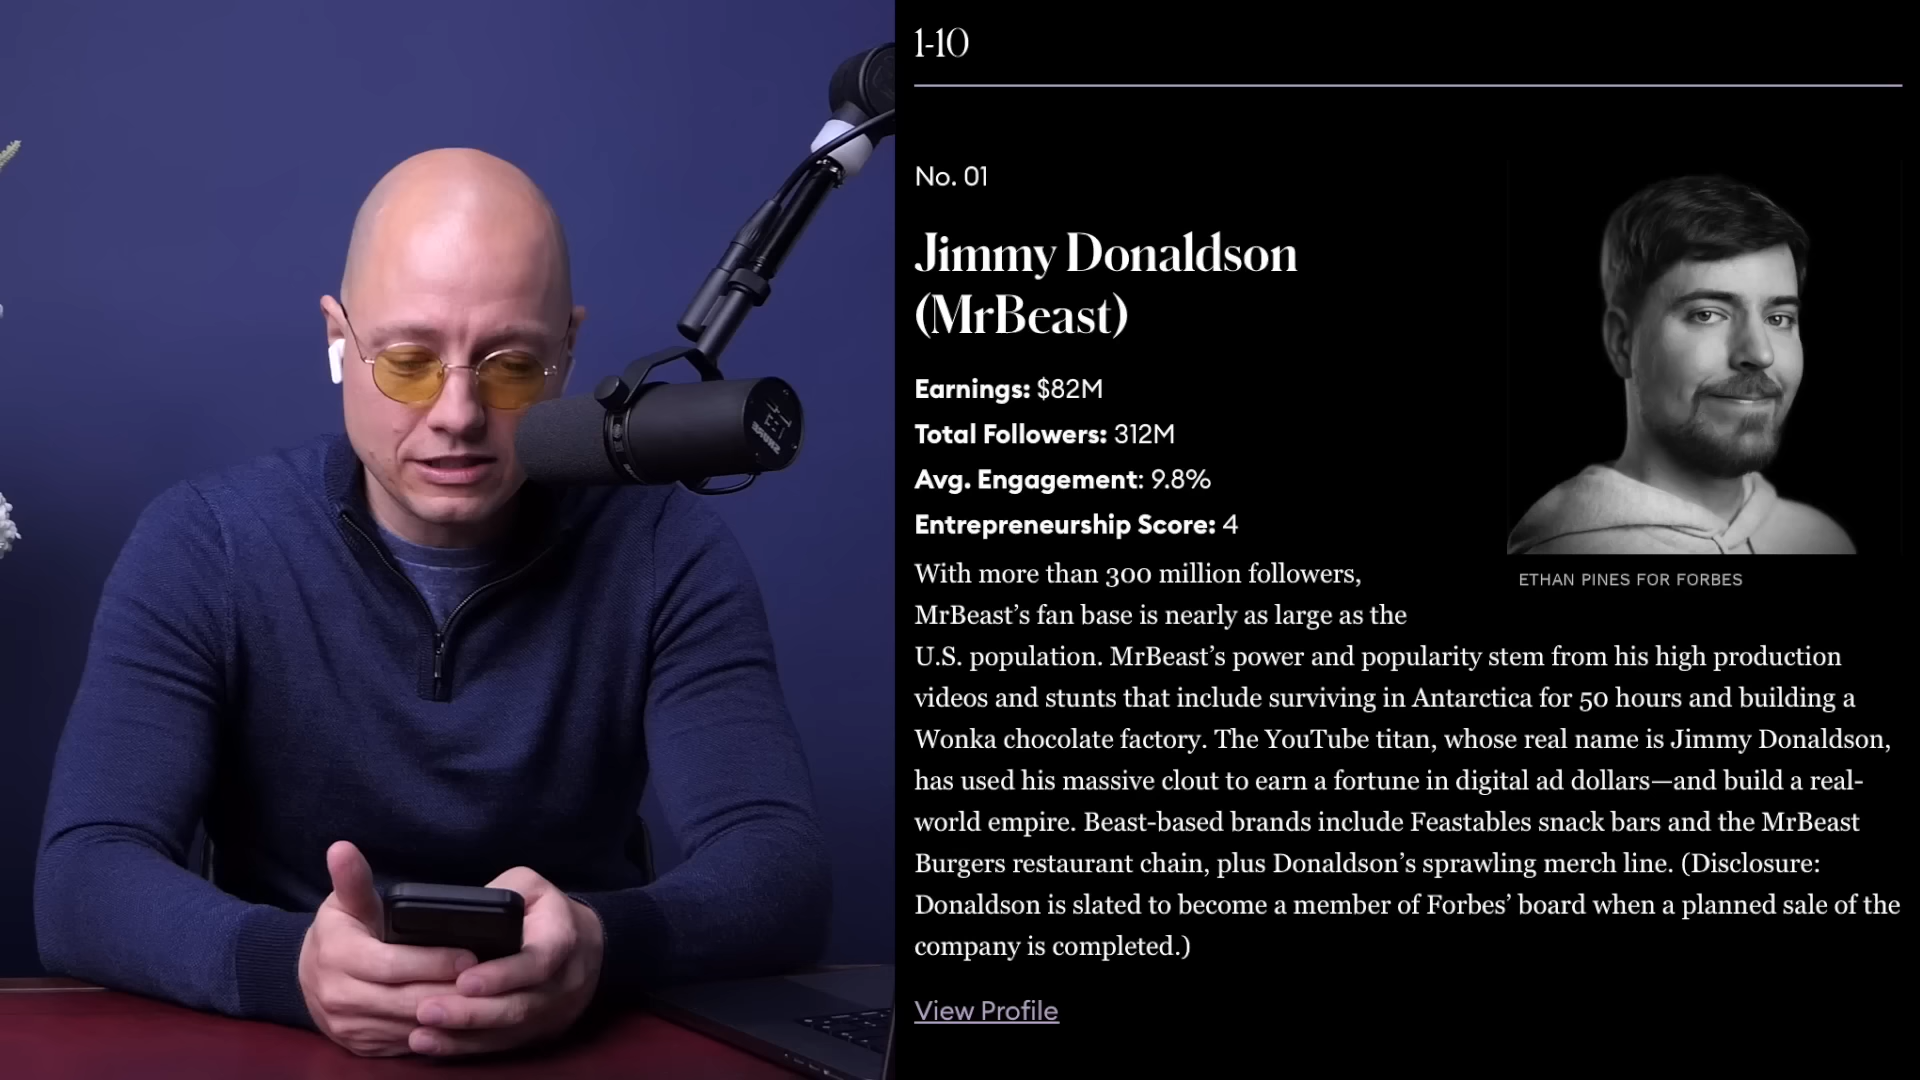 1-10
No. 01
Jimmy Donaldson
(MrBeast)
Earnings: $82M
Total Followers: 312M
Avg. Engagement: 9.8%
Entrepreneurship Score: 4
ETHAN PINES FOR FORBES
With more than 300 million followers,
MrBeast’s fan base is nearly as large as the
U.S. population. MrBeast’s power and popularity stem from his high production
videos and stunts that include surviving in Antarctica for 50 hours and building a
Wonka chocolate factory. The YouTube titan, whose real name is Jimmy Donaldson,
has used his massive clout to earn a fortune in digital ad dollars—and build a real-
world empire. Beast-based brands include Feastables snack bars and the MrBeast
Burgers restaurant chain, plus Donaldson’s sprawling merch line. (Disclosure:
Donaldson is slated to become a member of Forbes’ board when a planned sale of the
company is completed.)
View Profile